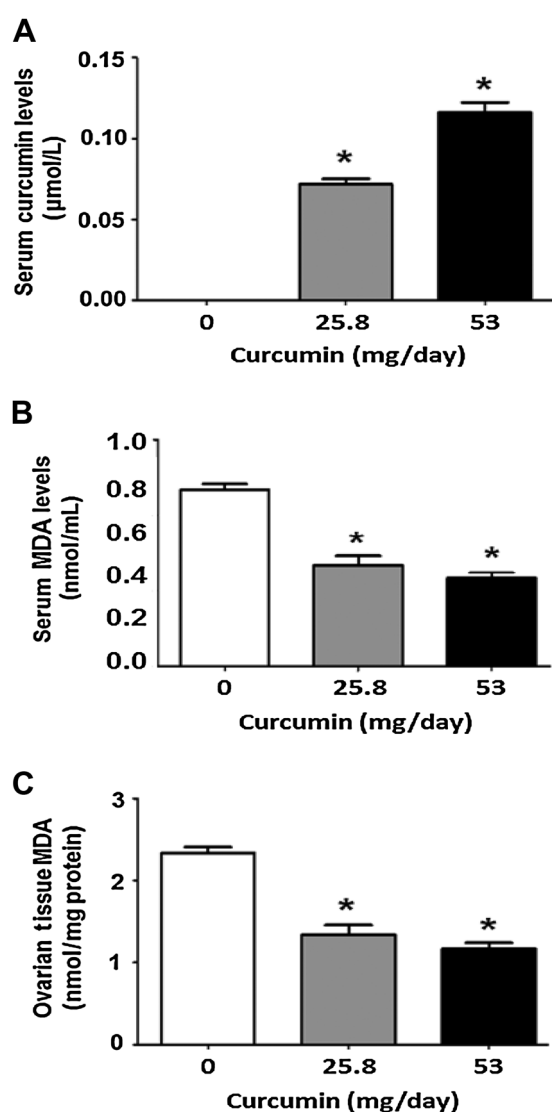 A
Serum curcumin levels
(µmol/L)
0.15
0.10
0.05
0.00
*
*
0
25.8
53
Curcumin (mg/day)
B
Serum MDA levels
(nmol/mL)
1.0
0.8
0.6
0.4
0.2
0.0
*
*
0
25.8
53
Curcumin (mg/day)
C
Ovarian tissue MDA
(nmol/mg protein)
3
2
1
0
*
*
0
25.8
53
Curcumin (mg/day)